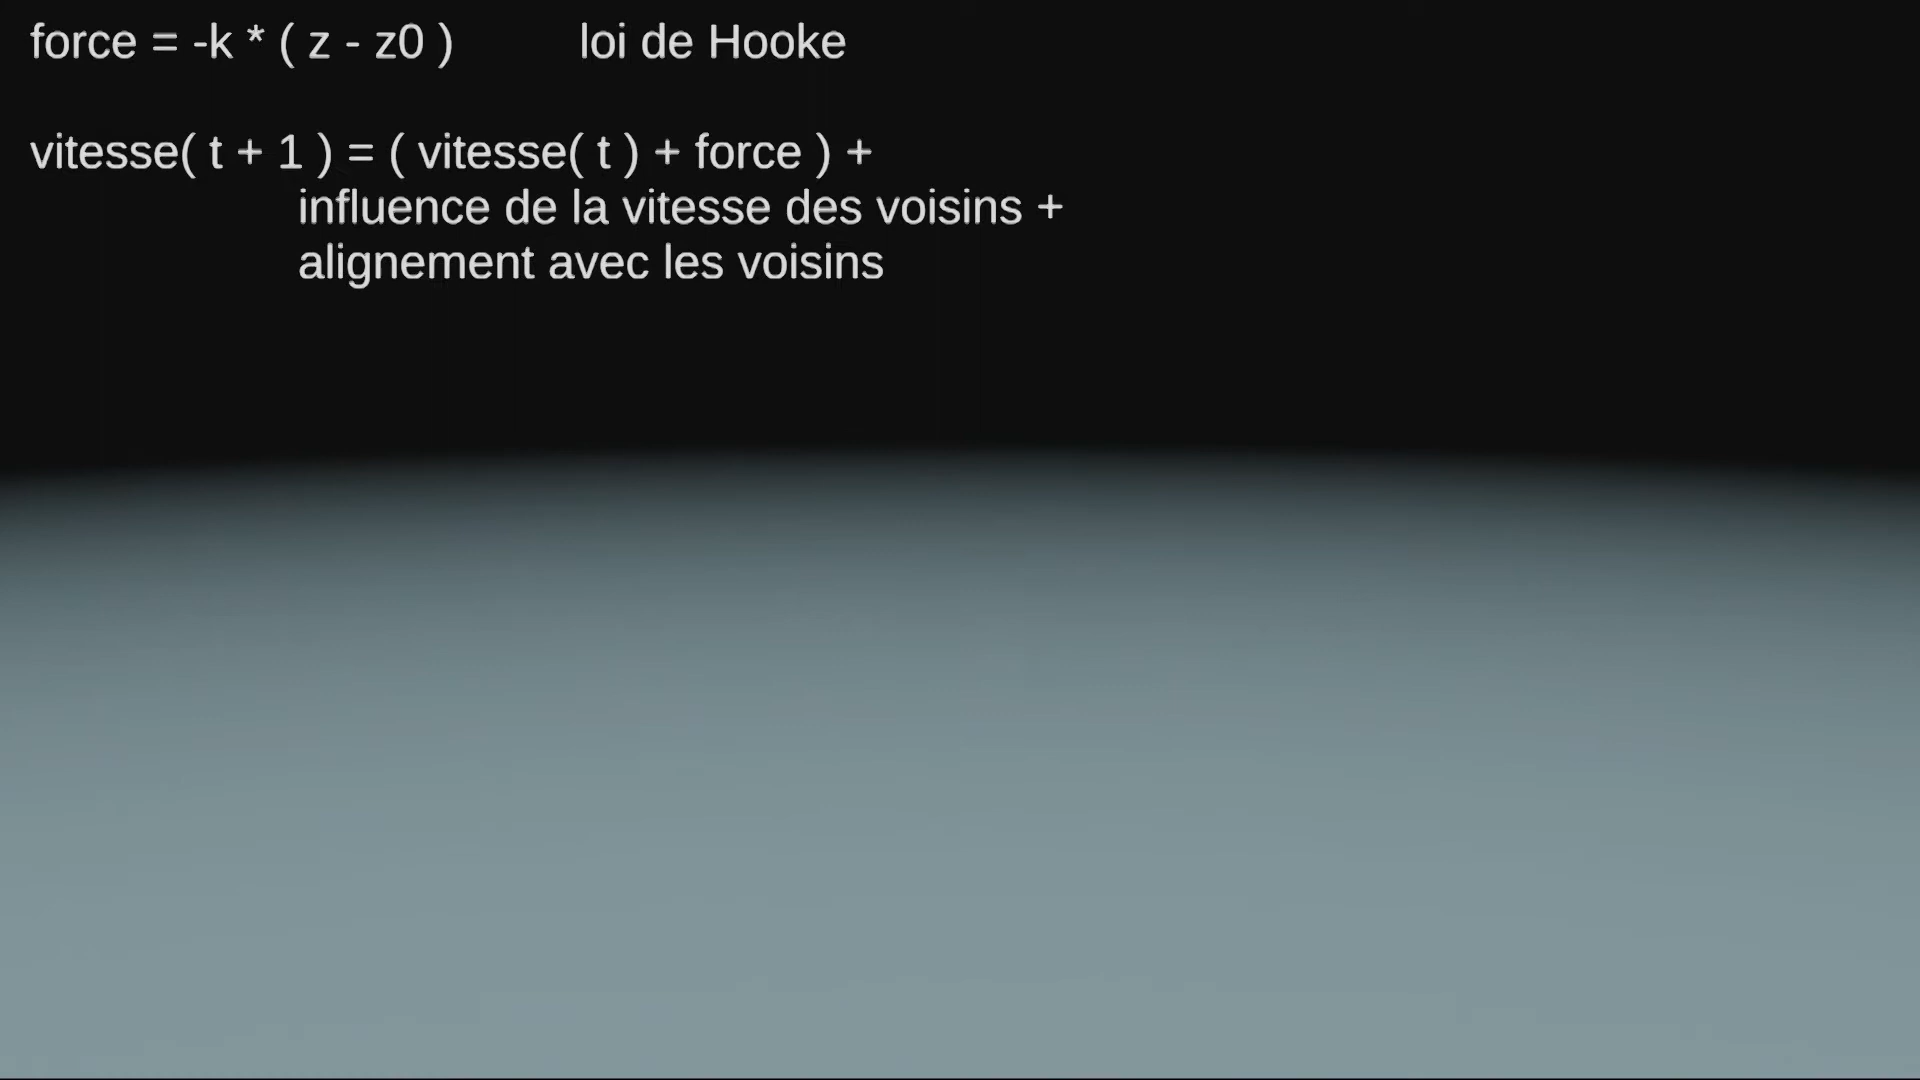 force = -k * ( z - z0 ) loi de Hooke
vitesse( t + 1 ) = ( vitesse( t ) + force ) +
influence de la vitesse des voisins +
alignement avec les voisins